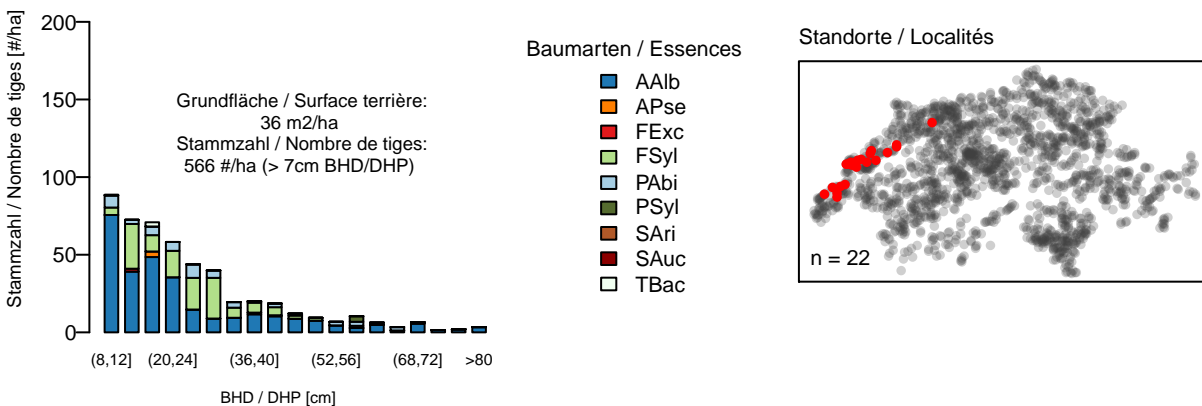 Stammzahl / Nombre de tiges [#/ha]
200
150
100
50
0
Grundfläche / Surface terrière:
36 m2/ha
Stammzahl / Nombre de tiges:
566 #/ha (> 7cm BHD/DHP)
(8,12]
(20,24]
(36,40]
(52,56]
(68,72]
>80
BHD / DHP [cm]
Baumarten / Essences
AAlb
APse
FExc
FSyl
PAbi
PSyl
SAri
SAuc
TBac
Standorte / Localités
n = 22